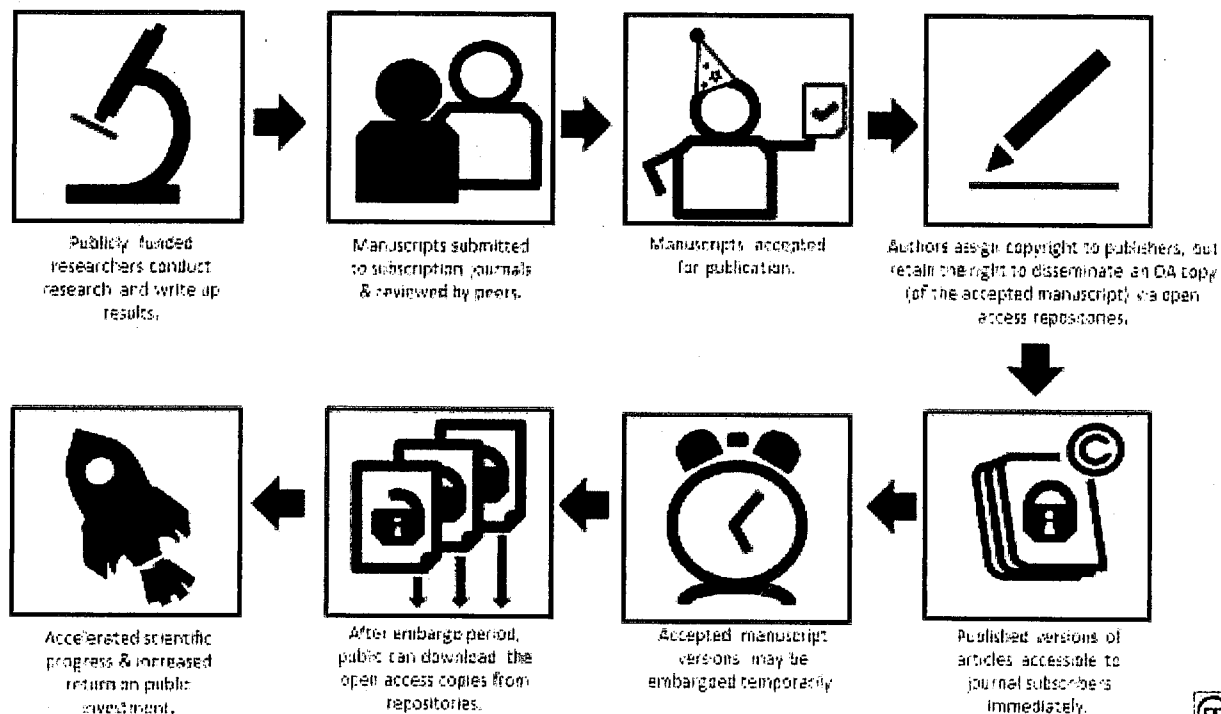 Publicly funded
researchers conduct
research and write up
results.
Manuscripts submitted
to subscription journals
& reviewed by peers.
Manuscripts accepted
for publication.
Authors assign copyright to publishers, but
retain the right to disseminate an OA copy
(of the accepted manuscript) via open
access repositories.
Published versions of
articles accessible to
journal subscribers
immediately.
Accepted manuscript
versions may be
embargoed temporarily
After embargo period,
public can download the
open access copies from
repositories.
Accelerated scientific
progress & increased
return on public
investment.